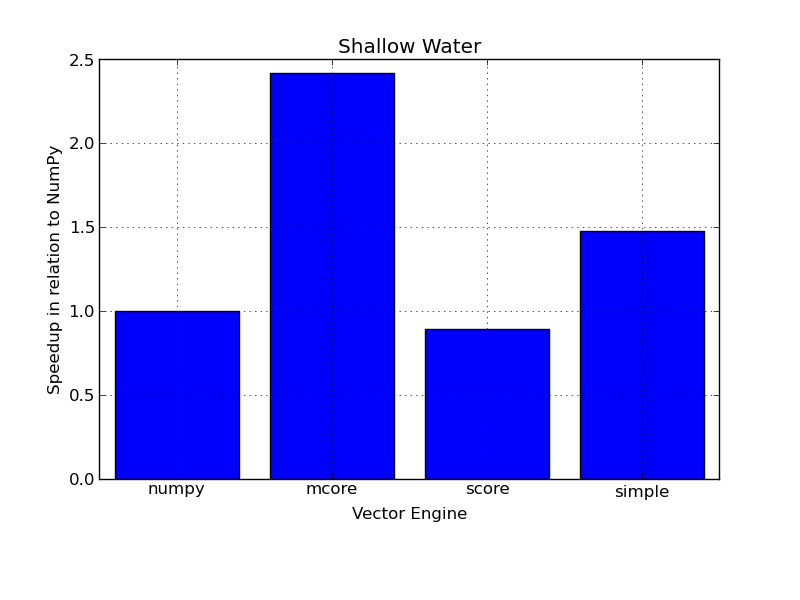 Shallow Water
2.5
2.0
1.5
1.0
0.5
0.0
Speedup in relation to NumPy
numpy mcore score simple
Vector Engine